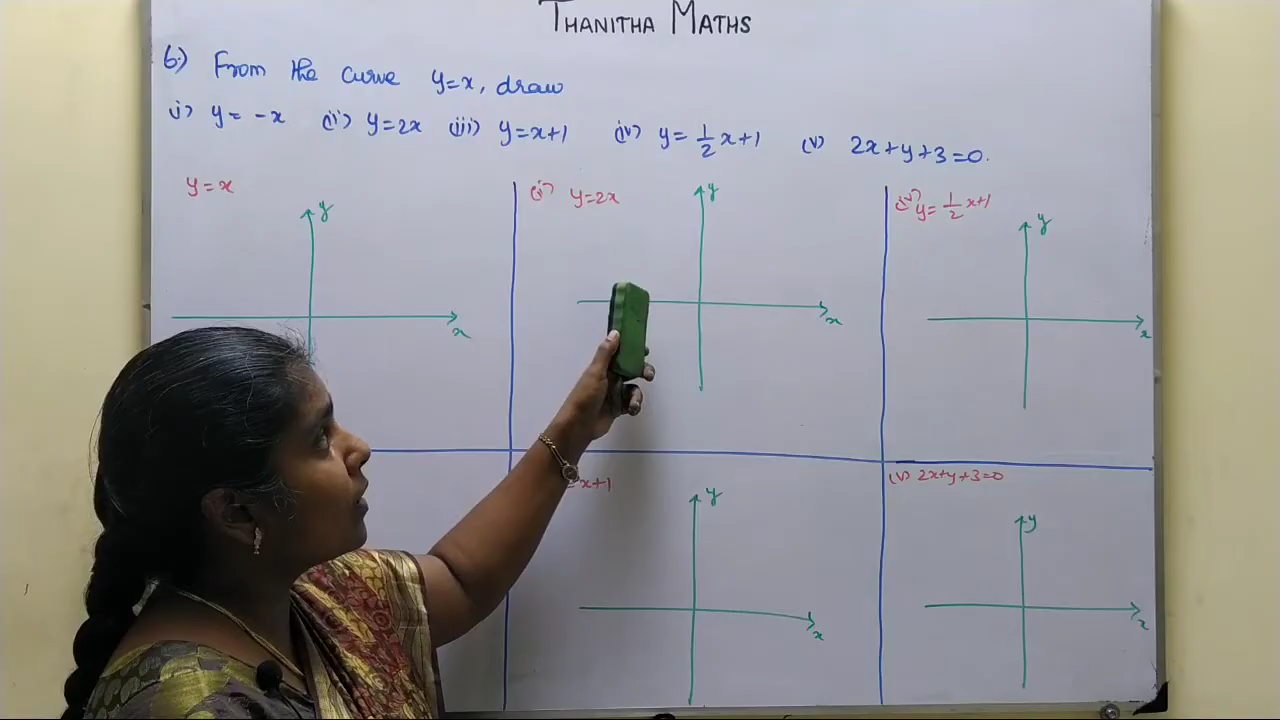 THANITHA MATHS
6.) From the curve y=x, draw
i) y = -x (ii) y=2x (iii) y=x+1 (iv) y=1/2x+1 (v) 2x+y+3=0.
y=x
y
x
y=2x
y
x
(iv) y=1/2x+1
y
x
x+1
y
x
(v) 2x+y+3=0
y
x